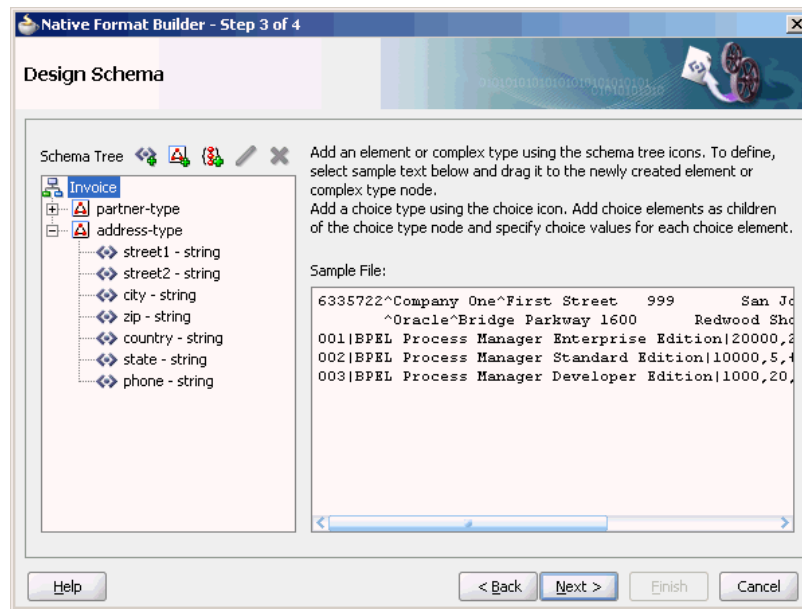 Native Format Builder - Step 3 of 4
Design Schema
Schema Tree
Invoice
partner-type
address-type
street1 - string
street2 - string
city - string
zip - string
country - string
state - string
phone - string
Add an element or complex type using the schema tree icons. To define,
select sample text below and drag it to the newly created element or
complex type node.
Add a choice type using the choice icon. Add choice elements as children
of the choice type node and specify choice values for each choice element.
Sample File:
6335722^Company One^First Street 999 San Jo
^Oracle^Bridge Parkway 1600 Redwood Sho
001|BPEL Process Manager Enterprise Edition|20000,2
002|BPEL Process Manager Standard Edition|10000,5,4
003|BPEL Process Manager Developer Edition|1000,20,
Help
< Back
Next >
Finish
Cancel